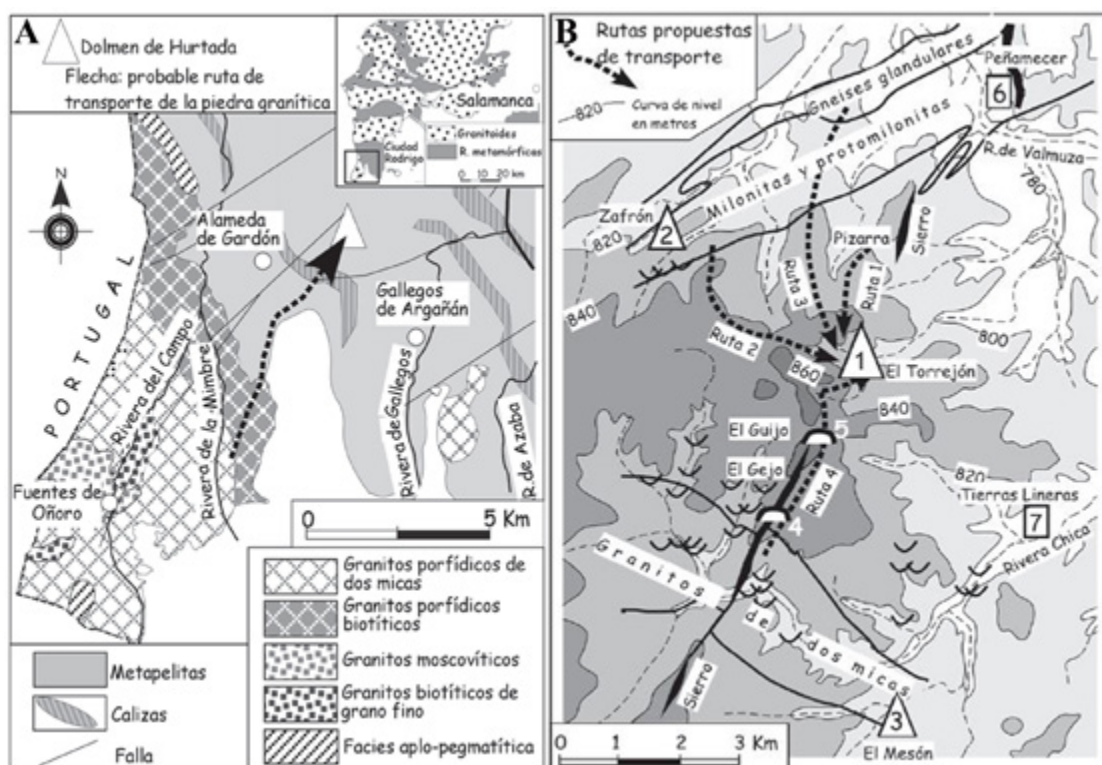 A
Dolmen de Hurtada
Flecha: probable ruta de
transporte de la piedra granítica
Salamanca
Granitoides
R. metamórficas
Ciudad
Rodrigo
0 10 20 km
N
PORTUGAL
Alameda
de Gardón
Gallegos
de Argañán
Rivera del Campo
Rivera de la Mimbre
Rivera de Gallegos
R. de Azaba
Fuentes de
Oñoro
0 5 Km
Granitos porfídicos de
dos micas
Granitos porfídicos
biotíticos
Granitos moscovíticos
Granitos biotíticos de
grano fino
Facies aplo-pegmatítica
Metapelitas
Calizas
Falla
B
Rutas propuestas
de transporte
820
Curva de nivel
en metros
Gneises glandulares
Peñamecer
6
R. de Valmuza
Milonitas y protomilonitas
780
Zafrón
2
820
Pizarra
Sierro
840
Ruta 3
Ruta 1
Ruta 2
800
1
860
El Torrejón
840
El Guijo
5
El Gejo
Ruta 4
820
Tierras Lineras
7
4
Rivera Chica
Granitos de dos micas
Sierro
3
El Mesón
0 1 2 3 Km